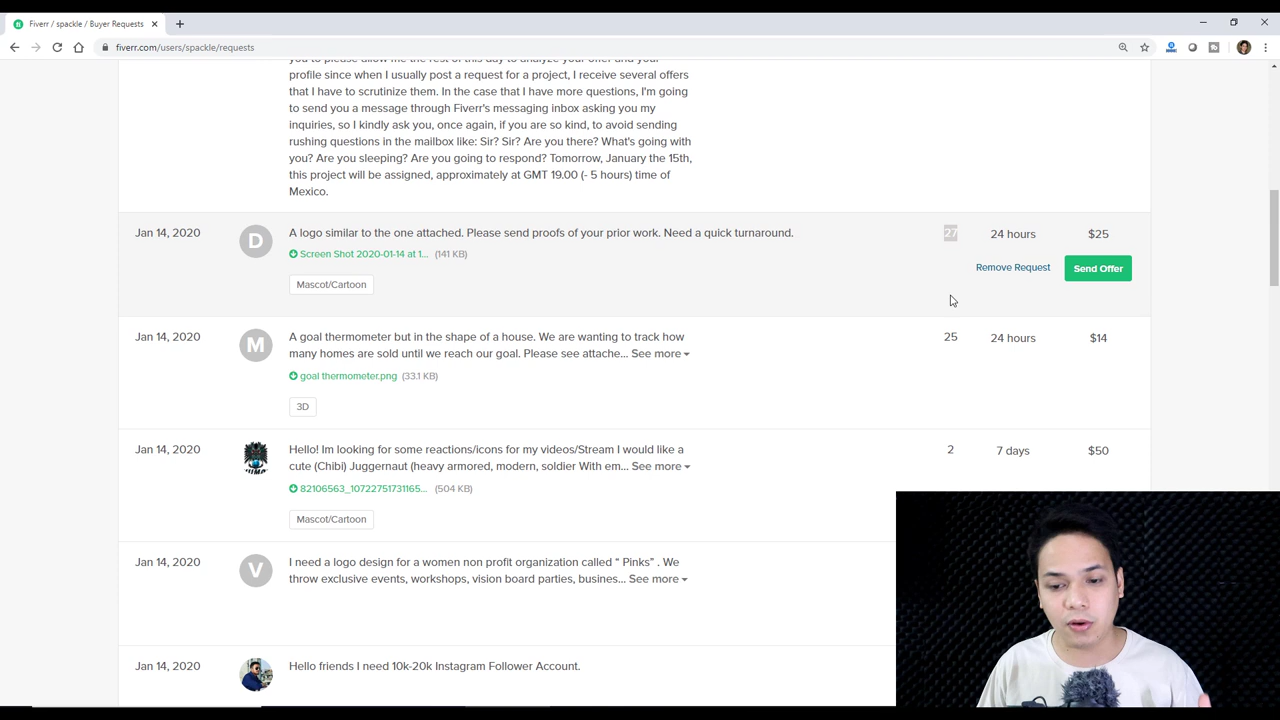 Fiverr / spackle / Buyer Requests
fiverr.com/users/spackle/requests
you to please allow me the rest of this day to analyze your offer and your
profile since when I usually post a request for a project, I receive several offers
that I have to scrutinize them. In the case that I have more questions, I'm going
to send you a message through Fiverr's messaging inbox asking you my
inquiries, so I kindly ask you, once again, if you are so kind, to avoid sending
rushing questions in the mailbox like: Sir? Sir? Are you there? What's going with
you? Are you sleeping? Are you going to respond? Tomorrow, January the 15th,
this project will be assigned, approximately at GMT 19.00 (- 5 hours) time of
Mexico.
Jan 14, 2020 D A logo similar to the one attached. Please send proofs of your prior work. Need a quick turnaround. 27 24 hours $25
Screen Shot 2020-01-14 at 1... (141 KB) Remove Request Send Offer
Mascot/Cartoon
Jan 14, 2020 M A goal thermometer but in the shape of a house. We are wanting to track how 25 24 hours $14
many homes are sold until we reach our goal. Please see attache... See more
goal thermometer.png (33.1 KB)
3D
Jan 14, 2020 Hello! Im looking for some reactions/icons for my videos/Stream I would like a 2 7 days $50
cute (Chibi) Juggernaut (heavy armored, modern, soldier With em... See more
82106563_10722751731165... (504 KB)
Mascot/Cartoon
Jan 14, 2020 V I need a logo design for a women non profit organization called “ Pinks” . We
throw exclusive events, workshops, vision board parties, busines... See more
Jan 14, 2020 Hello friends I need 10k-20k Instagram Follower Account.